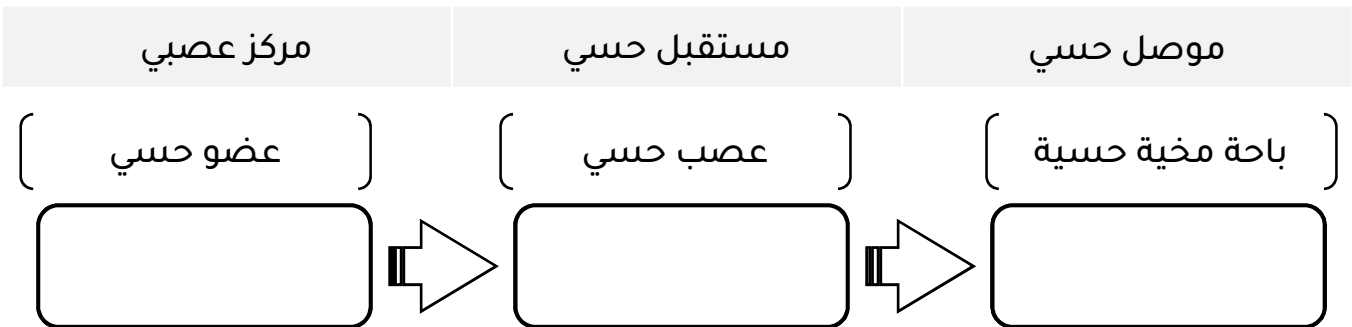 موصل حسي
مستقبل حسي
مركز عصبي
باحة مخية حسية
عصب حسي
عضو حسي